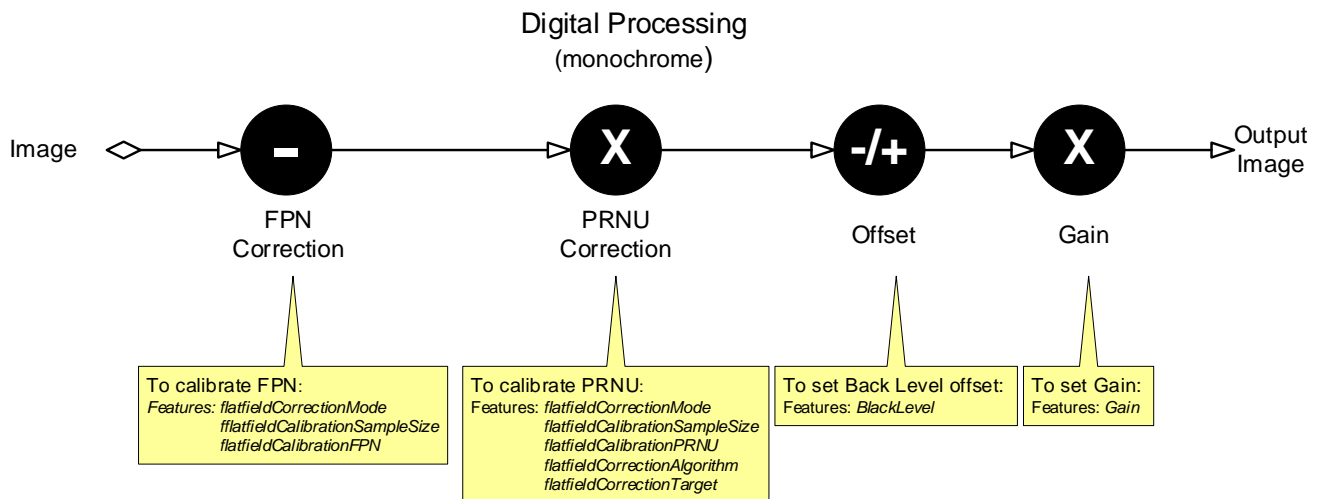 Digital Processing
(monochrome)
Image
-
X
-/+
X
Output
Image
FPN
Correction
PRNU
Correction
Offset
Gain
To calibrate FPN:
Features: flatfieldCorrectionMode
fflatfieldCalibrationSampleSize
flatfieldCalibrationFPN
To calibrate PRNU:
Features: flatfieldCorrectionMode
flatfieldCalibrationSampleSize
flatfieldCalibrationPRNU
flatfieldCorrectionAlgorithm
flatfieldCorrectionTarget
To set Back Level offset:
Features: BlackLevel
To set Gain:
Features: Gain